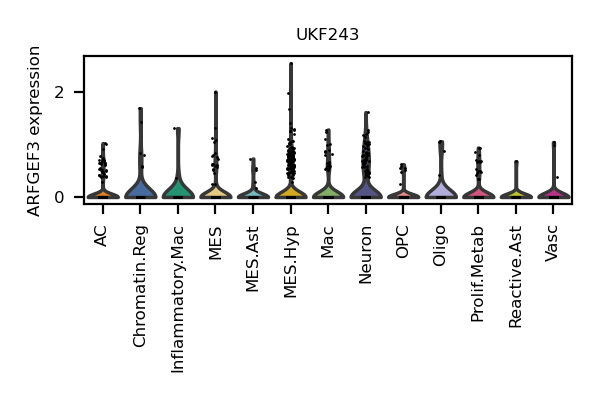 UKF243
ARFGEF3 expression
2
0
AC
Chromatin.Reg
Inflammatory.Mac
MES
MES.Ast
MES.Hyp
Mac
Neuron
OPC
Oligo
Prolif.Metab
Reactive.Ast
Vasc